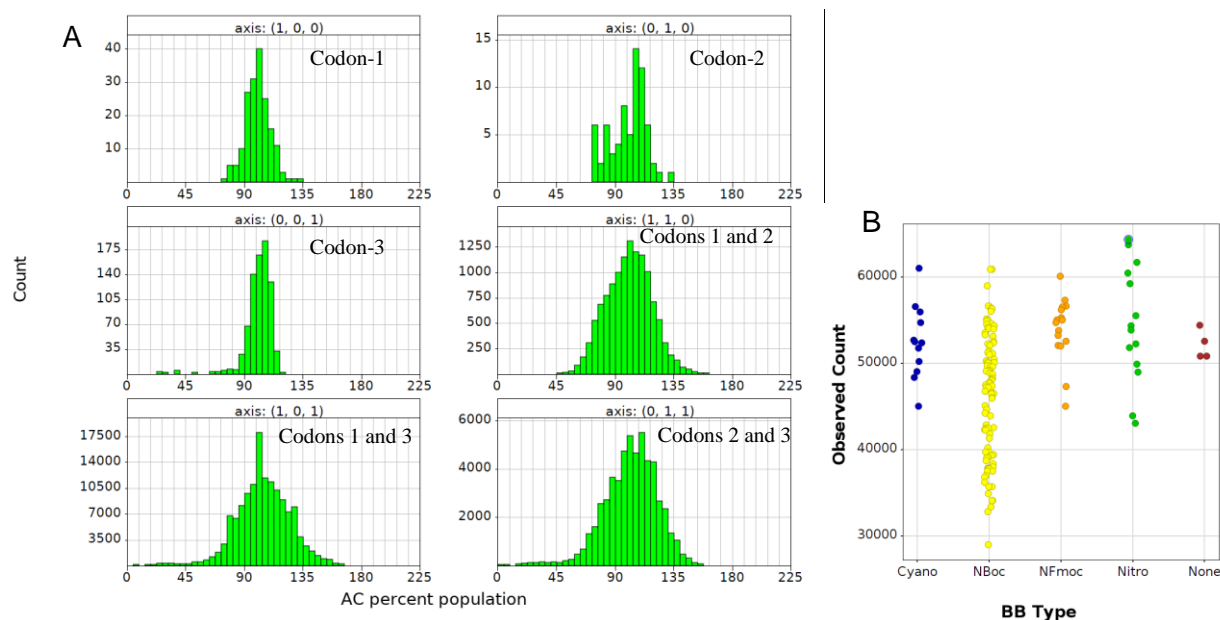 A
axis: (1, 0, 0)
Codon-1
40
30
20
10
0 45 90 135 180 225
axis: (0, 1, 0)
Codon-2
15
10
5
0 45 90 135 180 225
axis: (0, 0, 1)
Codon-3
175
140
105
70
35
0 45 90 135 180 225
axis: (1, 1, 0)
Codons 1 and 2
1250
1000
750
500
250
0 45 90 135 180 225
axis: (1, 0, 1)
Codons 1 and 3
17500
14000
10500
7000
3500
0 45 90 135 180 225
axis: (0, 1, 1)
Codons 2 and 3
6000
4000
2000
0 45 90 135 180 225
Count
AC percent population
B
60000
50000
40000
30000
Observed Count
Cyano NBoc NFmoc Nitro None
BB Type